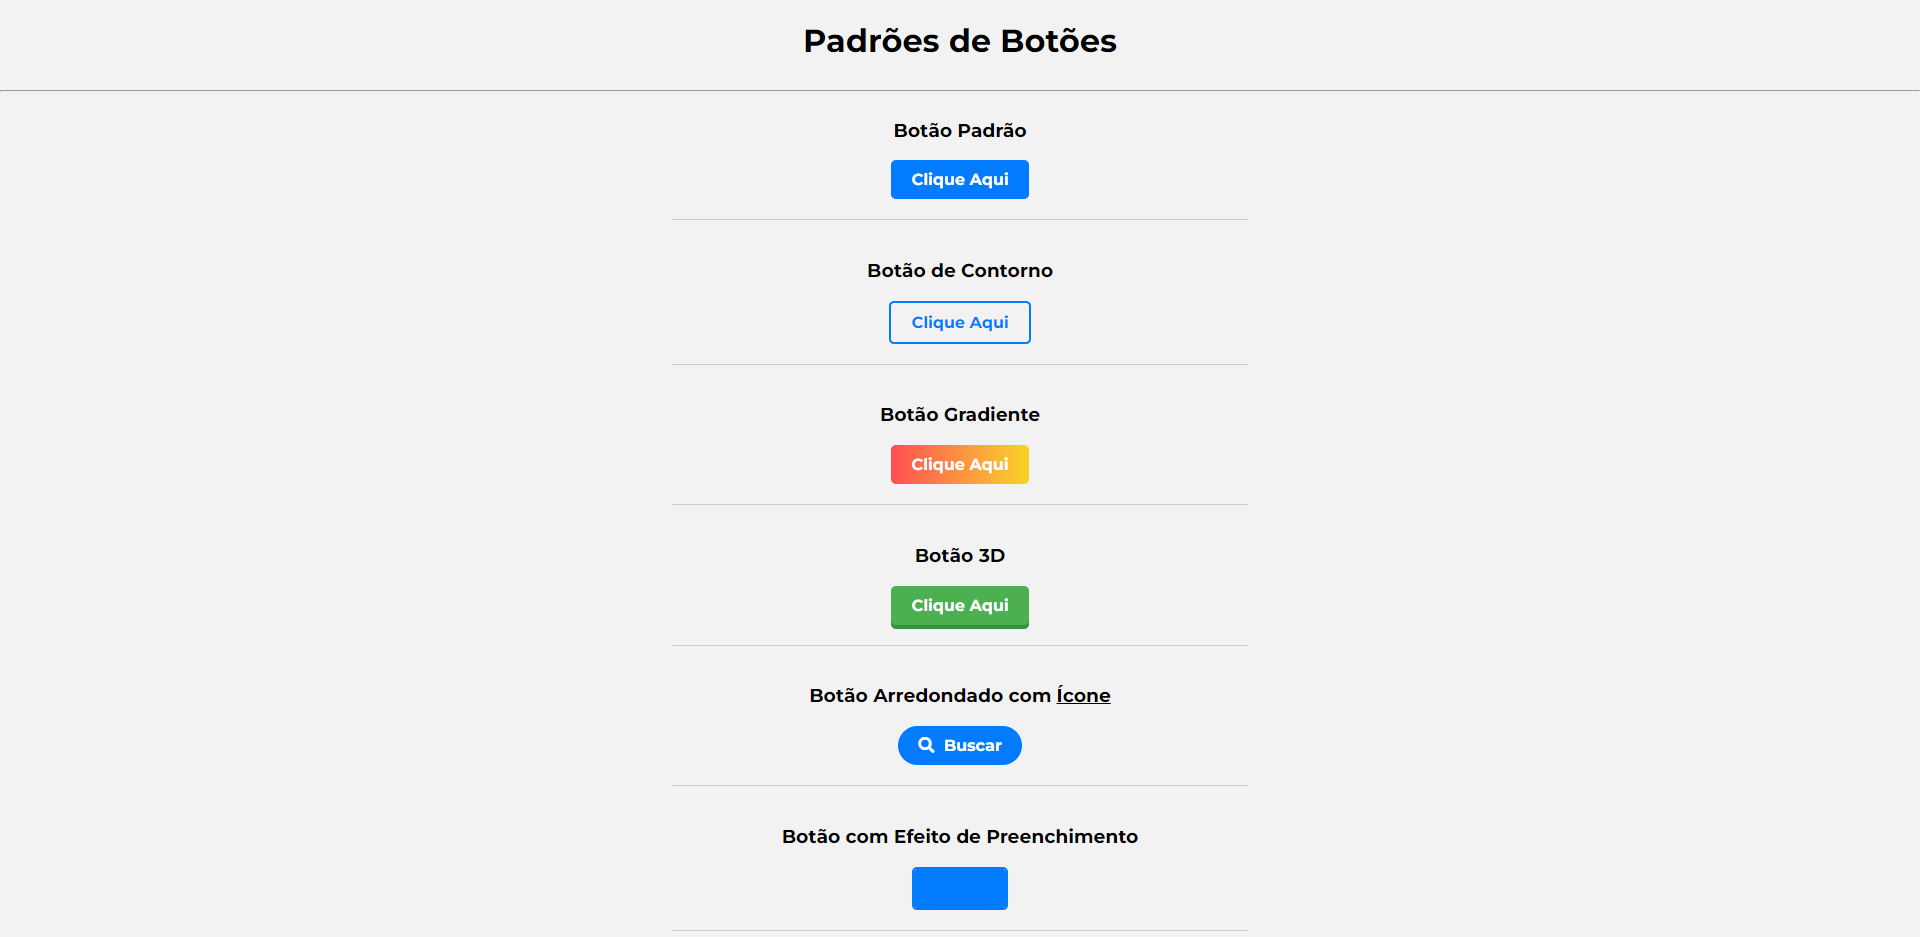 Padrões de Botões
Botão Padrão
Clique Aqui
Botão de Contorno
Clique Aqui
Botão Gradiente
Clique Aqui
Botão 3D
Clique Aqui
Botão Arredondado com Ícone
Buscar
Botão com Efeito de Preenchimento